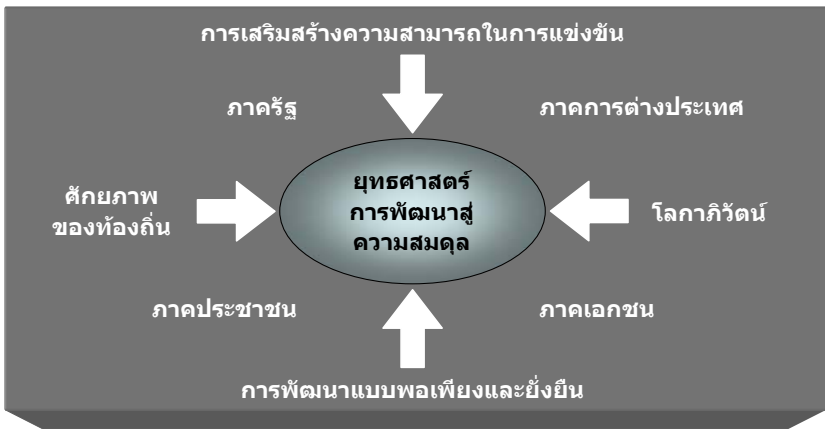 การเสริมสร้างความสามารถในการแข่งขัน
ภาครัฐ
ภาคการต่างประเทศ
ศักยภาพ
ของท้องถิ่น
ยุทธศาสตร์
การพัฒนาสู่
ความสมดุล
โลกาภิวัตน์
ภาคประชาชน
ภาคเอกชน
การพัฒนาแบบพอเพียงและยั่งยืน